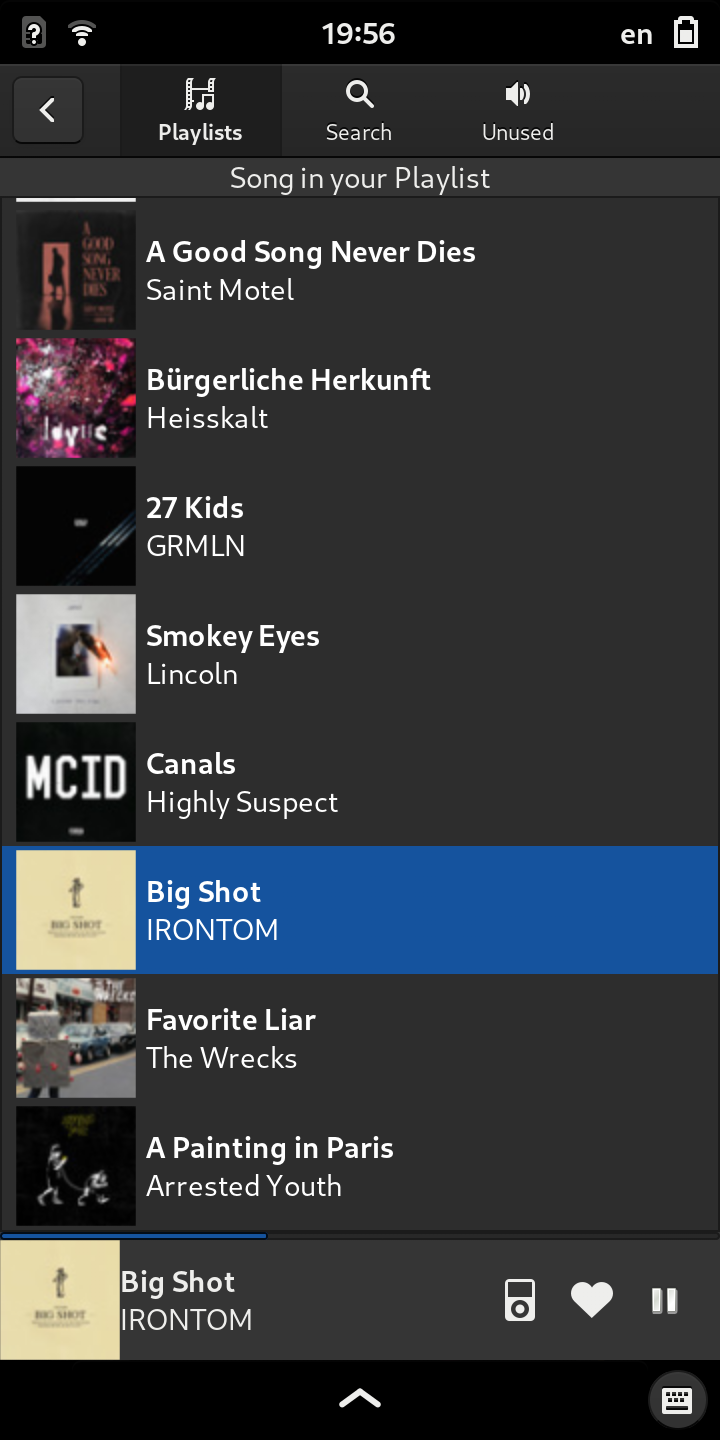 19:56
en
Playlists
Search
Unused
Song in your Playlist
A
GOOD
SONG
NEVER
DIES
A Good Song Never Dies
Saint Motel
Bürgerliche Herkunft
Heisskalt
27 Kids
GRMLN
Smokey Eyes
Lincoln
MCID
Canals
Highly Suspect
BIG SHOT
Big Shot
IRONTOM
Favorite Liar
The Wrecks
A Painting in Paris
Arrested Youth
BIG SHOT
Big Shot
IRONTOM